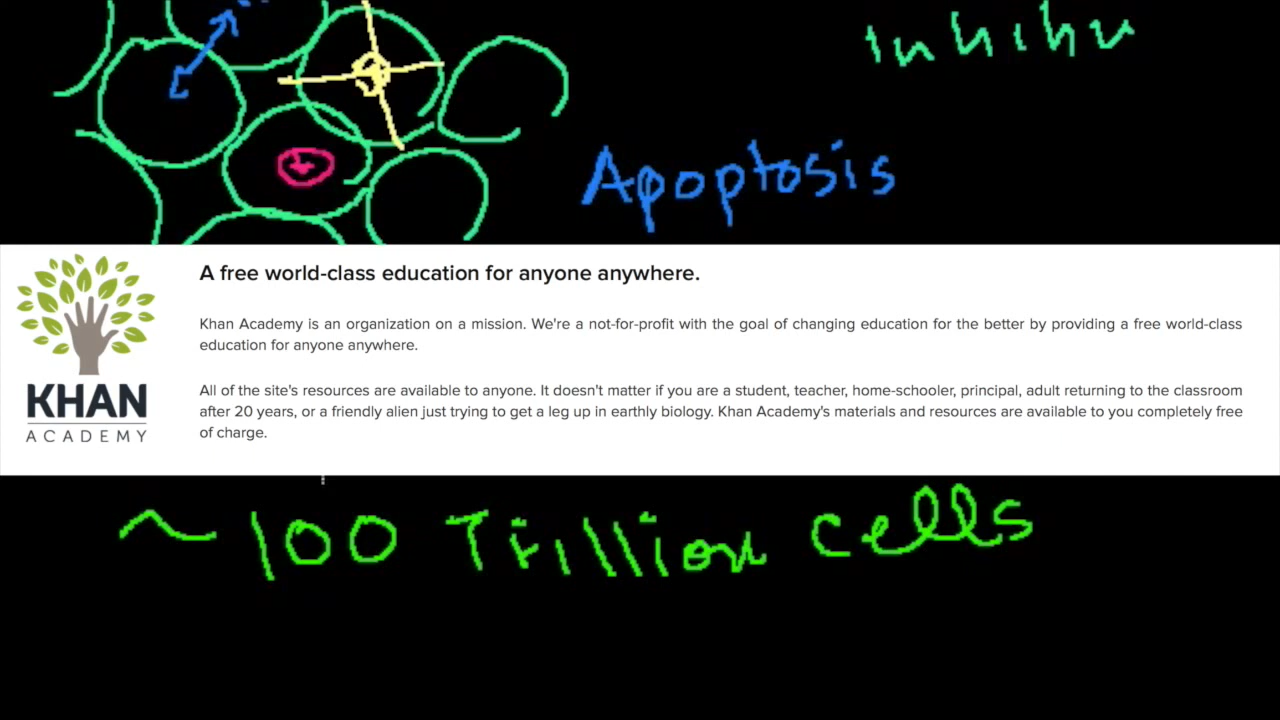 Apoptosis
A free world-class education for anyone anywhere.
Khan Academy is an organization on a mission. We're a not-for-profit with the goal of changing education for the better by providing a free world-class
education for anyone anywhere.
All of the site's resources are available to anyone. It doesn't matter if you are a student, teacher, home-schooler, principal, adult returning to the classroom
after 20 years, or a friendly alien just trying to get a leg up in earthly biology. Khan Academy's materials and resources are available to you completely free
of charge.
KHAN
ACADEMY
~ 100 Trillion cells